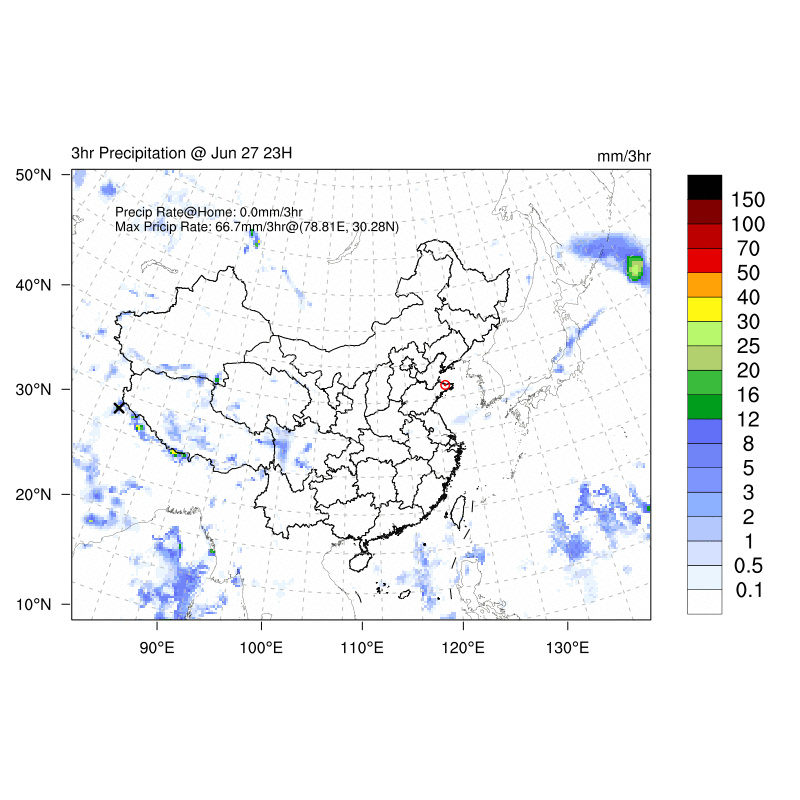 3hr Precipitation @ Jun 27 23H
mm/3hr
Precip Rate@Home: 0.0mm/3hr
Max Pricip Rate: 66.7mm/3hr@(78.81E, 30.28N)
50°N
40°N
30°N
20°N
10°N
90°E
100°E
110°E
120°E
130°E
150
100
70
50
40
30
25
20
16
12
8
5
3
2
1
0.5
0.1